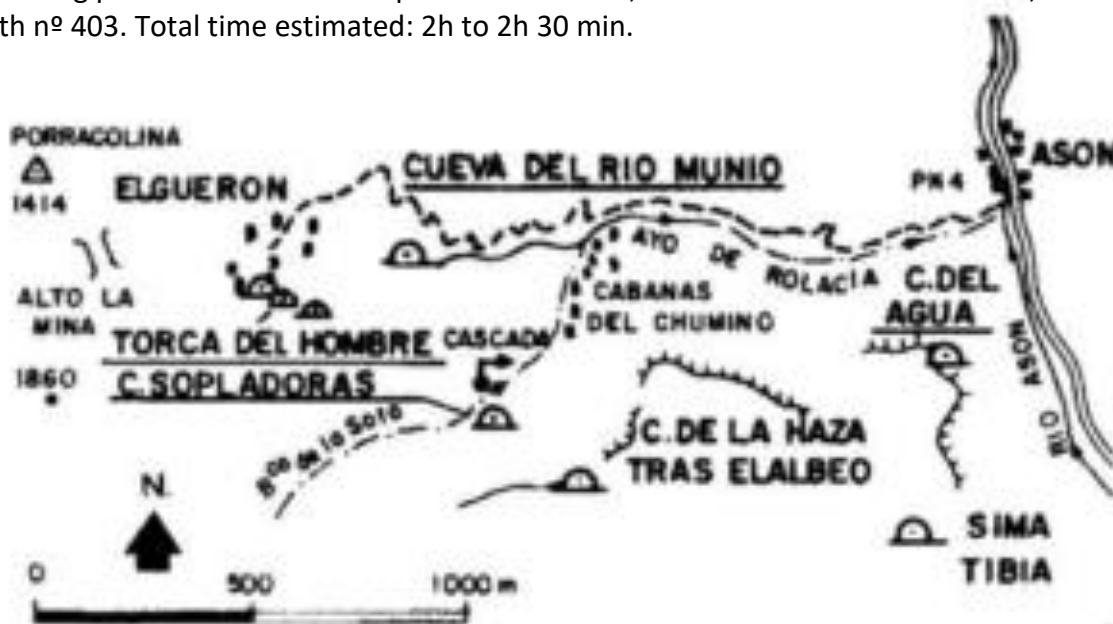 th nº 403. Total time estimated: 2h to 2h 30 min.
PORRACOLINA
1414
ELGUERON
CUEVA DEL RIO MUNIO
PK 4
ASON
AYO DE ROLACIA
ALTO LA
MINA
1860
CABANAS
DEL CHUMINO
C. DEL
AGUA
TORCA DEL HOMBRE
CASCADA
C. SOPLADORAS
RIO ASON
C. DE LA HAZA
TRAS ELALBEO
N.
SIMA
TIBIA
0 500 1000 m